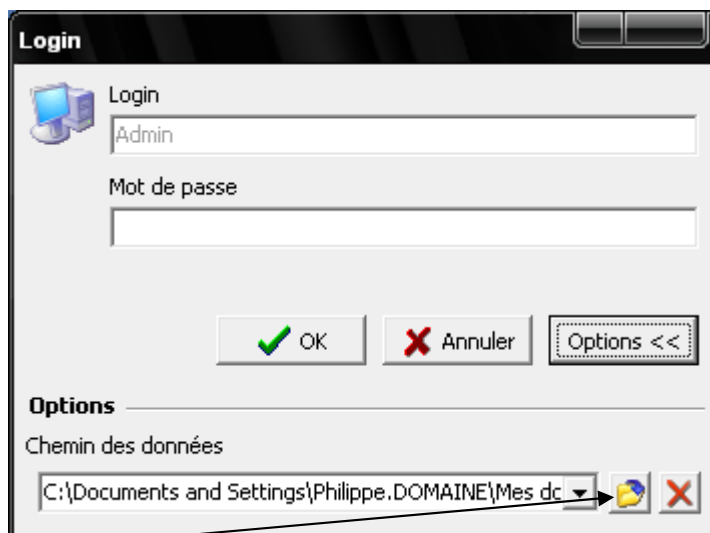 Login
Login
Admin
Mot de passe
OK
Annuler
Options <<
Options
Chemin des données
C:\Documents and Settings\Philippe.DOMAINE\Mes dc